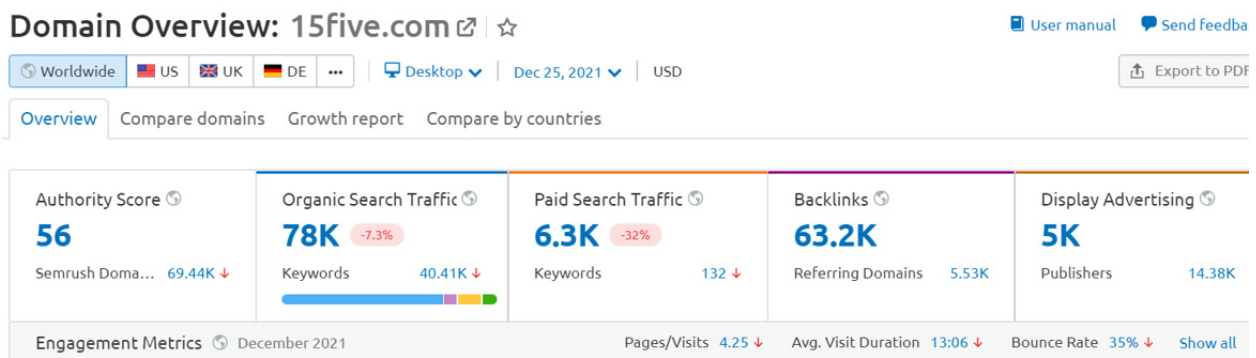 Domain Overview: 15five.com
User manual
Send feedba
Worldwide US UK DE ... Desktop Dec 25, 2021 USD
Export to PDF
Overview Compare domains Growth report Compare by countries
Authority Score
56
Semrush Doma... 69.44K ↓
Organic Search Traffic
78K -7.3%
Keywords 40.41K ↓
Paid Search Traffic
6.3K -32%
Keywords 132 ↓
Backlinks
63.2K
Referring Domains 5.53K
Display Advertising
5K
Publishers 14.38K
Engagement Metrics December 2021 Pages/Visits 4.25 ↓ Avg. Visit Duration 13:06 ↓ Bounce Rate 35% ↓ Show all